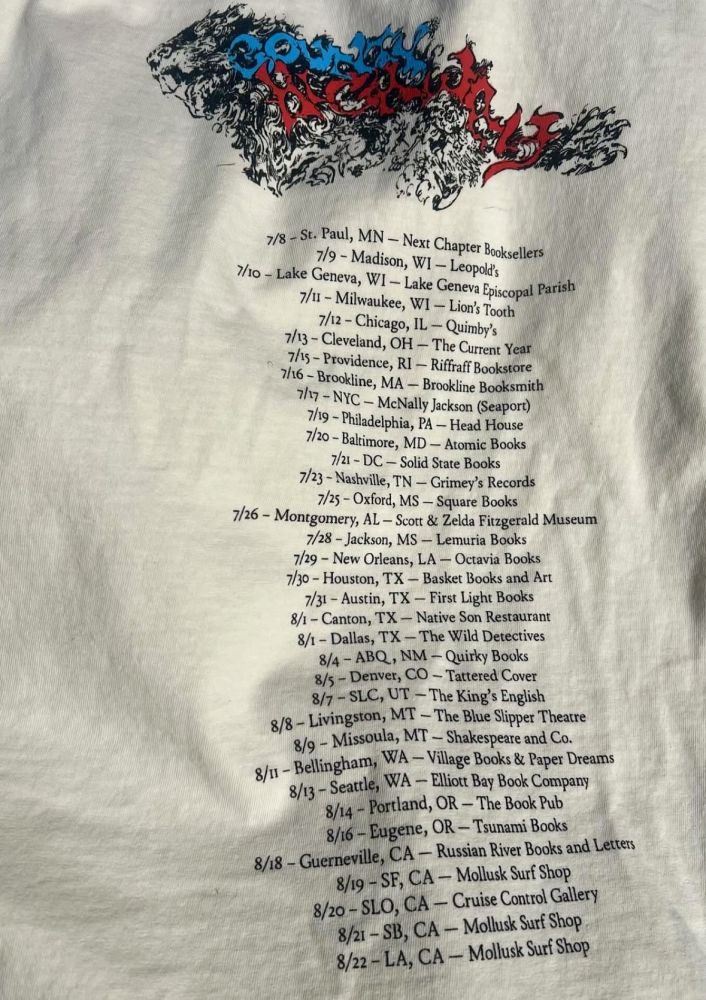 COUNTY
HIGHWAY
7/8 – St. Paul, MN — Next Chapter Booksellers
7/9 – Madison, WI — Leopold's
7/10 – Lake Geneva, WI — Lake Geneva Episcopal Parish
7/11 – Milwaukee, WI — Lion's Tooth
7/12 – Chicago, IL — Quimby's
7/13 – Cleveland, OH — The Current Year
7/15 – Providence, RI — Riffraff Bookstore
7/16 – Brookline, MA — Brookline Booksmith
7/17 – NYC — McNally Jackson (Seaport)
7/19 – Philadelphia, PA — Head House
7/20 – Baltimore, MD — Atomic Books
7/21 – DC — Solid State Books
7/23 – Nashville, TN — Grimey's Records
7/25 – Oxford, MS — Square Books
7/26 – Montgomery, AL — Scott & Zelda Fitzgerald Museum
7/28 – Jackson, MS — Lemuria Books
7/29 – New Orleans, LA — Octavia Books
7/30 – Houston, TX — Basket Books and Art
7/31 – Austin, TX — First Light Books
8/1 – Canton, TX — Native Son Restaurant
8/1 – Dallas, TX — The Wild Detectives
8/4 – ABQ, NM — Quirky Books
8/5 – Denver, CO — Tattered Cover
8/7 – SLC, UT — The King's English
8/8 – Livingston, MT — The Blue Slipper Theatre
8/9 – Missoula, MT — Shakespeare and Co.
8/11 – Bellingham, WA — Village Books & Paper Dreams
8/13 – Seattle, WA — Elliott Bay Book Company
8/14 – Portland, OR — The Book Pub
8/16 – Eugene, OR — Tsunami Books
8/18 – Guerneville, CA — Russian River Books and Letters
8/19 – SF, CA — Mollusk Surf Shop
8/20 – SLO, CA — Cruise Control Gallery
8/21 – SB, CA — Mollusk Surf Shop
8/22 – LA, CA — Mollusk Surf Shop